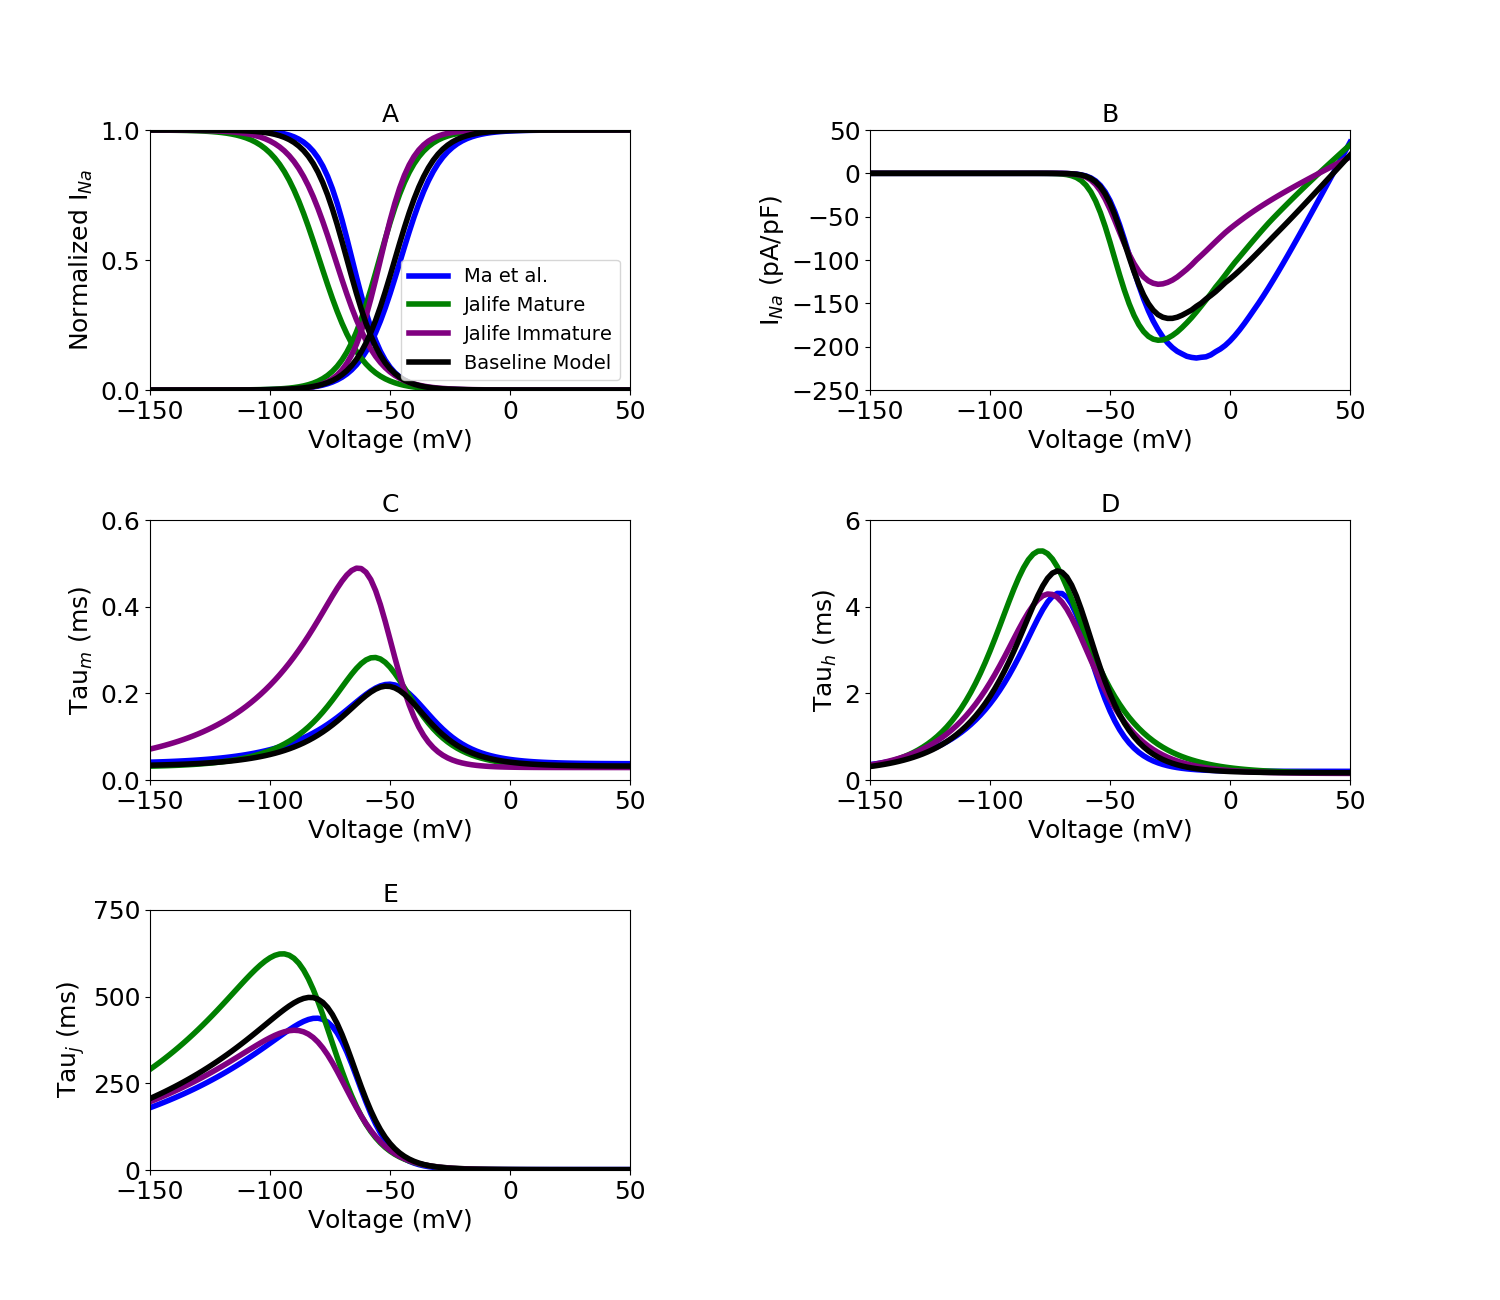 A
Normalized I_Na
1.0
0.5
0.0
Ma et al.
Jalife Mature
Jalife Immature
Baseline Model
−150 −100 −50 0 50
Voltage (mV)
B
I_Na (pA/pF)
50
0
−50
−100
−150
−200
−250
−150 −100 −50 0 50
Voltage (mV)
C
Tau_m (ms)
0.6
0.4
0.2
0.0
−150 −100 −50 0 50
Voltage (mV)
D
Tau_h (ms)
6
4
2
0
−150 −100 −50 0 50
Voltage (mV)
E
Tau_j (ms)
750
500
250
0
−150 −100 −50 0 50
Voltage (mV)